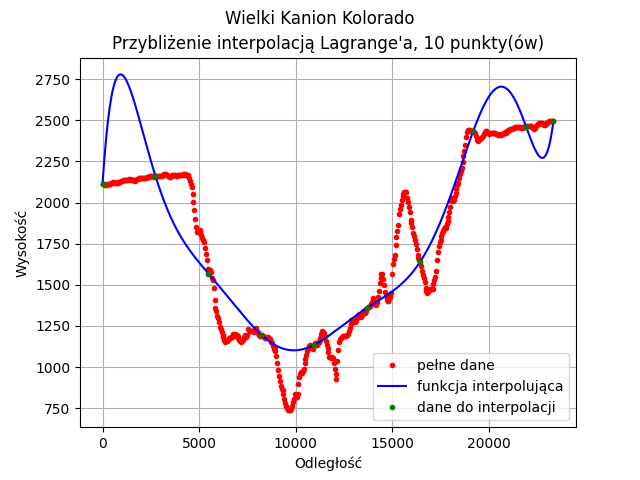 Wielki Kanion Kolorado
Przybliżenie interpolacją Lagrange'a, 10 punkty(ów)
Wysokość
2750
2500
2250
2000
1750
1500
1250
1000
750
pełne dane
funkcja interpolująca
dane do interpolacji
0
5000
10000
15000
20000
Odległość